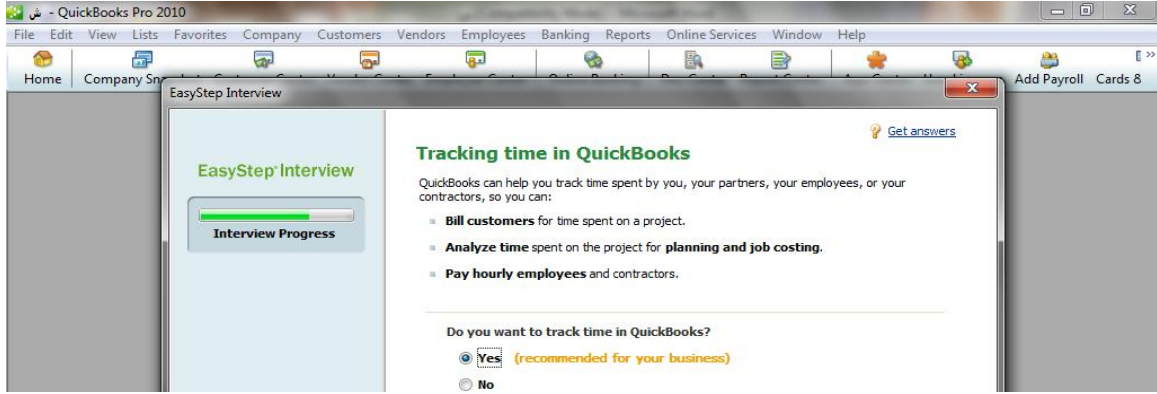 ش - QuickBooks Pro 2010
File Edit View Lists Favorites Company Customers Vendors Employees Banking Reports Online Services Window Help
Home Company Add Payroll Cards 8
EasyStep Interview
Get answers
EasyStep Interview
Interview Progress
Tracking time in QuickBooks
QuickBooks can help you track time spent by you, your partners, your employees, or your
contractors, so you can:
Bill customers for time spent on a project.
Analyze time spent on the project for planning and job costing.
Pay hourly employees and contractors.
Do you want to track time in QuickBooks?
Yes (recommended for your business)
No